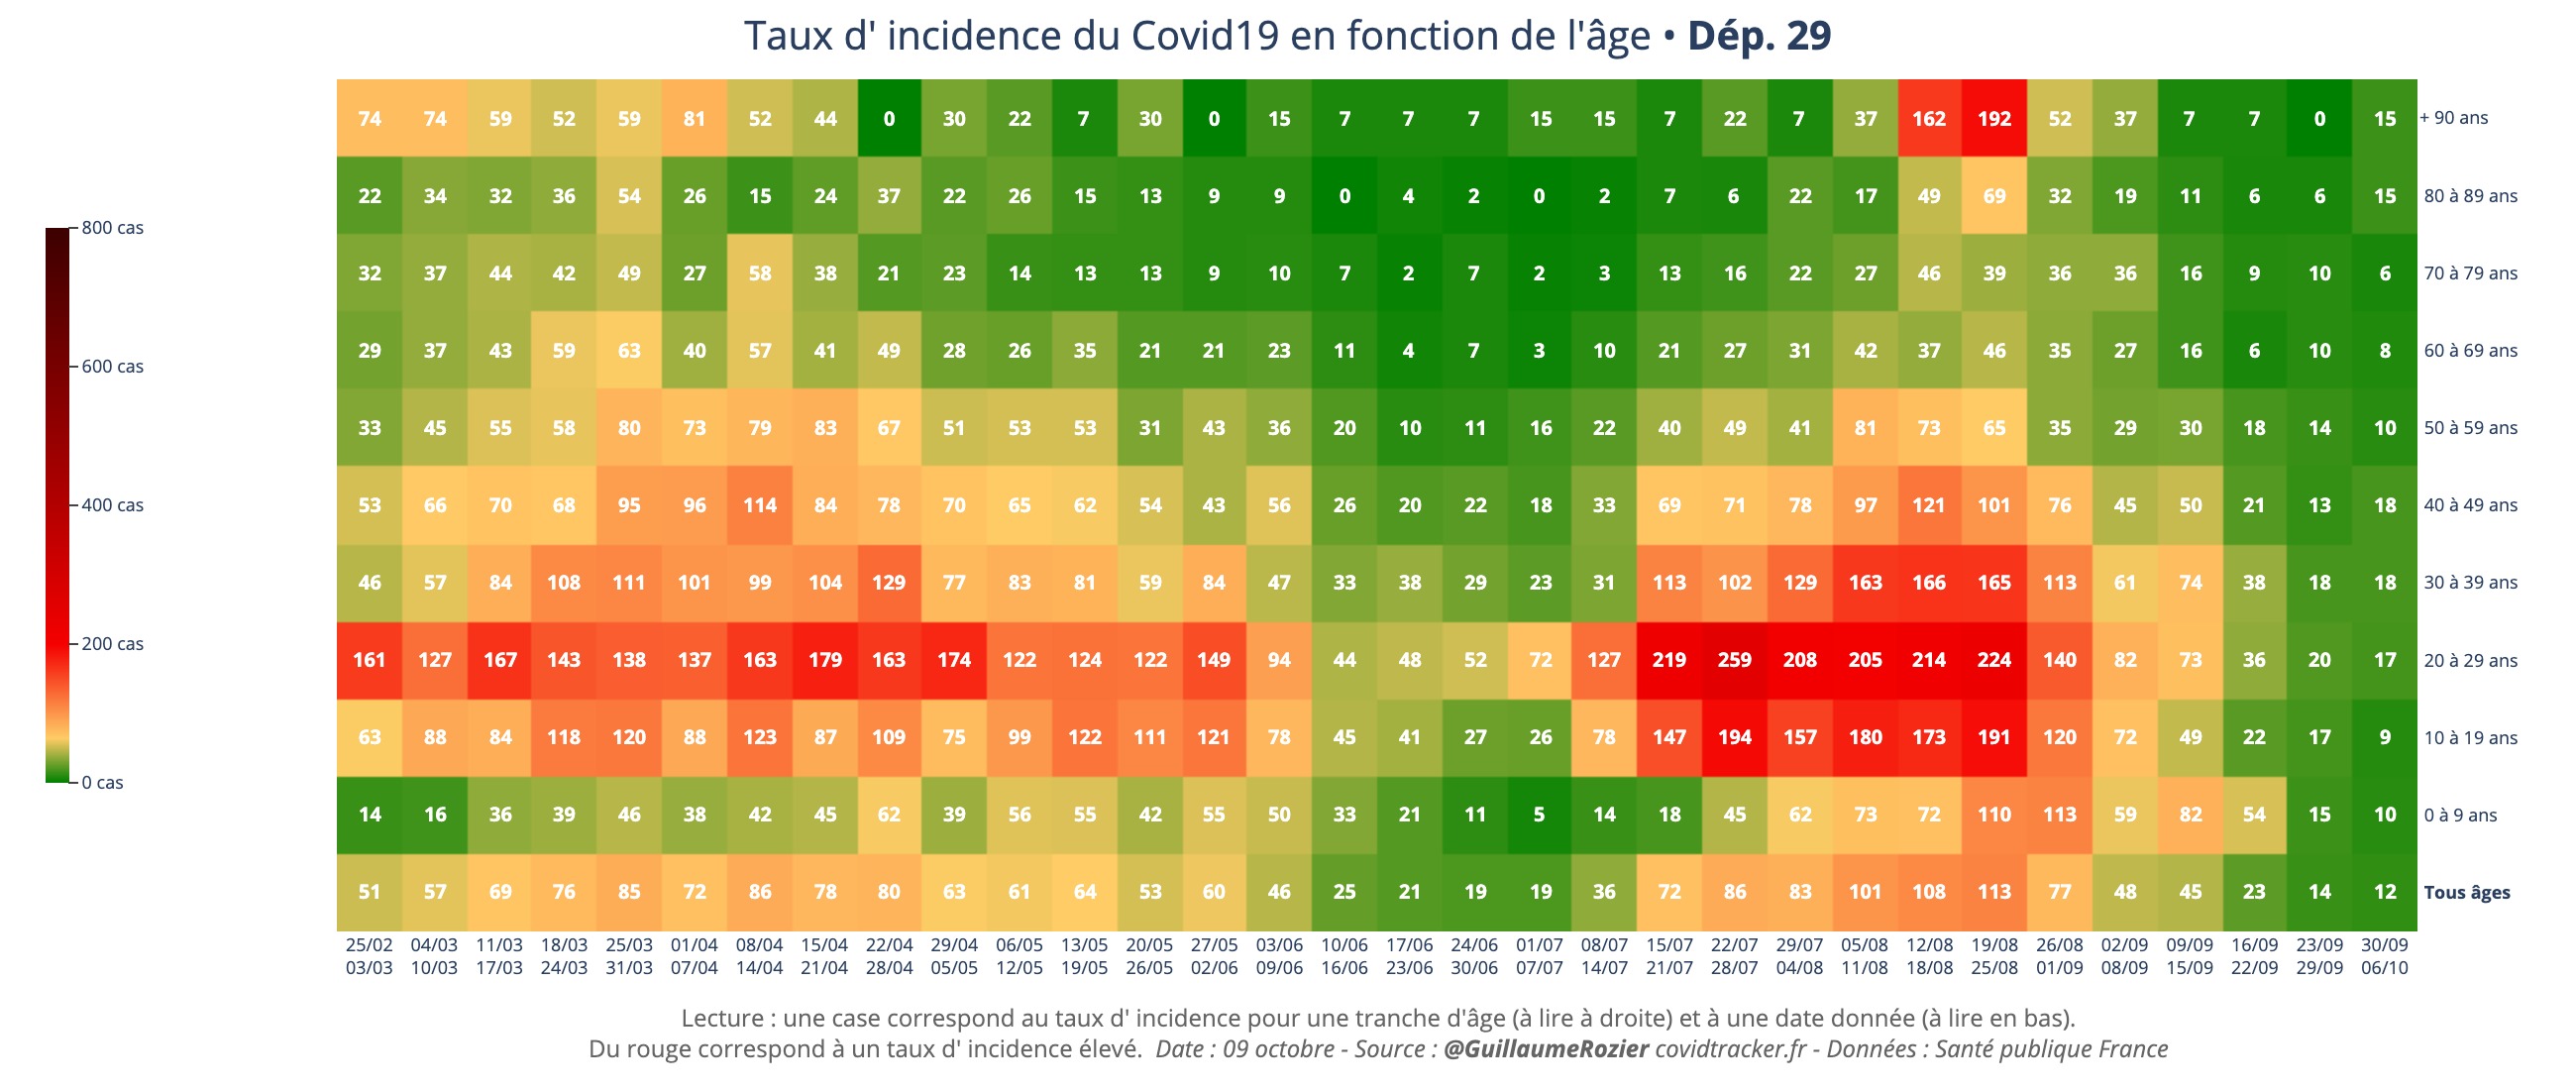 Taux d' incidence du Covid19 en fonction de l'âge • Dép. 29
800 cas
600 cas
400 cas
200 cas
0 cas
74 74 59 52 59 81 52 44 0 30 22 7 30 0 15 7 7 7 15 15 7 22 7 37 162 192 52 37 7 7 0 15 + 90 ans
22 34 32 36 54 26 15 24 37 22 26 15 13 9 9 0 4 2 0 2 7 6 22 17 49 69 32 19 11 6 6 15 80 à 89 ans
32 37 44 42 49 27 58 38 21 23 14 13 13 9 10 7 2 7 2 3 13 16 22 27 46 39 36 36 16 9 10 6 70 à 79 ans
29 37 43 59 63 40 57 41 49 28 26 35 21 21 23 11 4 7 3 10 21 27 31 42 37 46 35 27 16 6 10 8 60 à 69 ans
33 45 55 58 80 73 79 83 67 51 53 53 31 43 36 20 10 11 16 22 40 49 41 81 73 65 35 29 30 18 14 10 50 à 59 ans
53 66 70 68 95 96 114 84 78 70 65 62 54 43 56 26 20 22 18 33 69 71 78 97 121 101 76 45 50 21 13 18 40 à 49 ans
46 57 84 108 111 101 99 104 129 77 83 81 59 84 47 33 38 29 23 31 113 102 129 163 166 165 113 61 74 38 18 18 30 à 39 ans
161 127 167 143 138 137 163 179 163 174 122 124 122 149 94 44 48 52 72 127 219 259 208 205 214 224 140 82 73 36 20 17 20 à 29 ans
63 88 84 118 120 88 123 87 109 75 99 122 111 121 78 45 41 27 26 78 147 194 157 180 173 191 120 72 49 22 17 9 10 à 19 ans
14 16 36 39 46 38 42 45 62 39 56 55 42 55 50 33 21 11 5 14 18 45 62 73 72 110 113 59 82 54 15 10 0 à 9 ans
51 57 69 76 85 72 86 78 80 63 61 64 53 60 46 25 21 19 19 36 72 86 83 101 108 113 77 48 45 23 14 12 Tous âges
25/02 04/03 11/03 18/03 25/03 01/04 08/04 15/04 22/04 29/04 06/05 13/05 20/05 27/05 03/06 10/06 17/06 24/06 01/07 08/07 15/07 22/07 29/07 05/08 12/08 19/08 26/08 02/09 09/09 16/09 23/09 30/09
03/03 10/03 17/03 24/03 31/03 07/04 14/04 21/04 28/04 05/05 12/05 19/05 26/05 02/06 09/06 16/06 23/06 30/06 07/07 14/07 21/07 28/07 04/08 11/08 18/08 25/08 01/09 08/09 15/09 22/09 29/09 06/10
Lecture : une case correspond au taux d' incidence pour une tranche d'âge (à lire à droite) et à une date donnée (à lire en bas).
Du rouge correspond à un taux d' incidence élevé. Date : 09 octobre - Source : @GuillaumeRozier covidtracker.fr - Données : Santé publique France